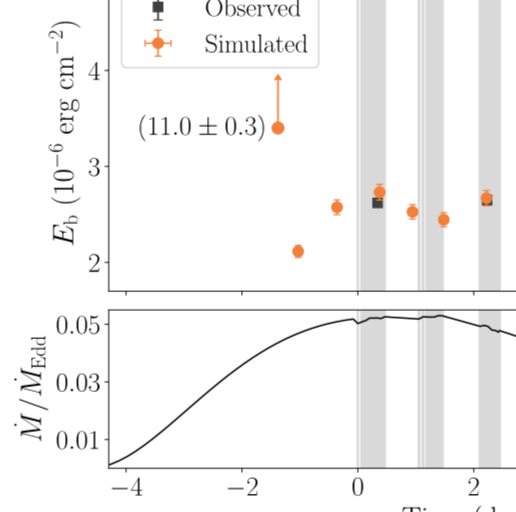 Observed
Simulated
(11.0 ± 0.3)
E_b (10^−6 erg cm^−2)
4
3
2
Ṁ/Ṁ_Edd
0.05
0.03
0.01
−4 −2 0 2